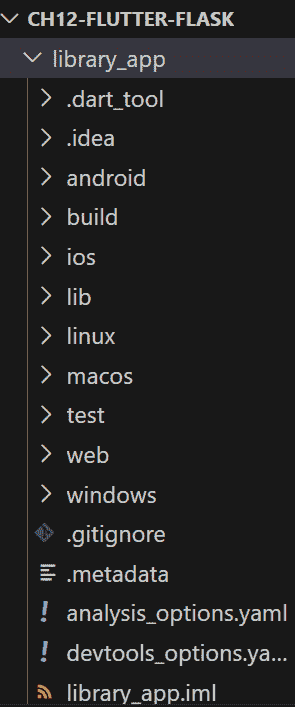 CH12-FLUTTER-FLASK
library_app
.dart_tool
.idea
android
build
ios
lib
linux
macos
test
web
windows
.gitignore
.metadata
analysis_options.yaml
devtools_options.ya...
library_app.iml